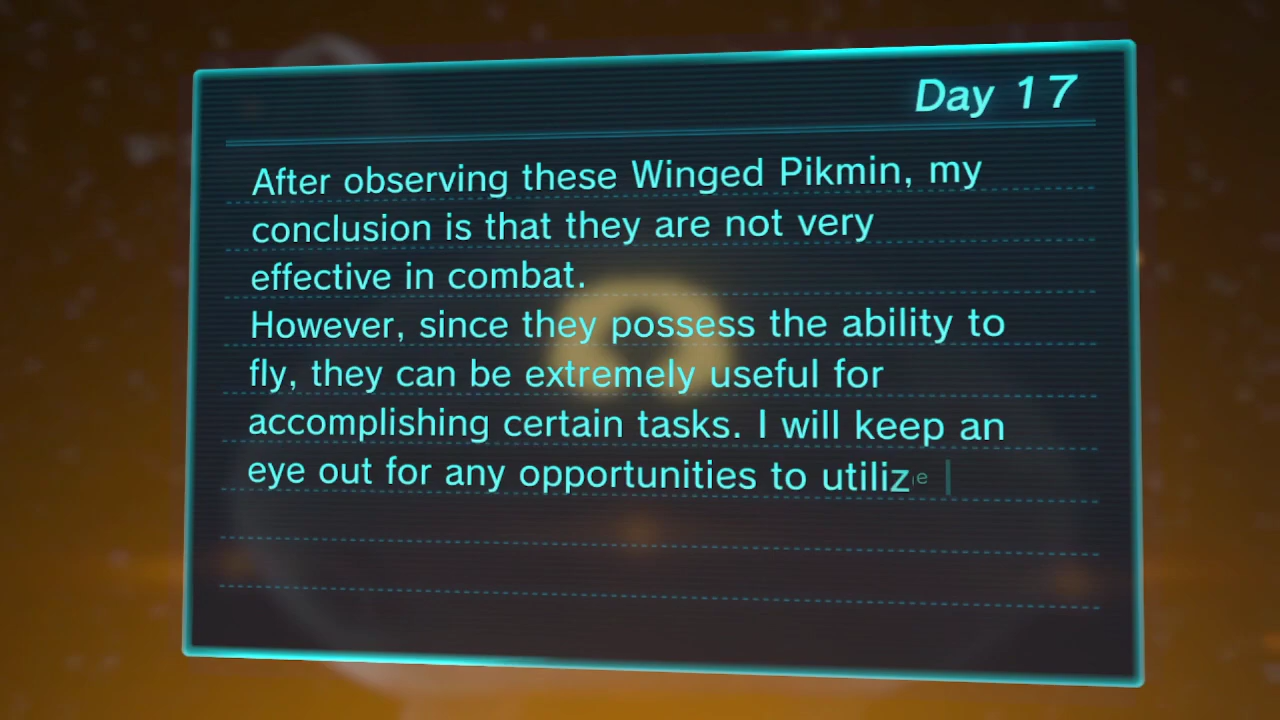 Day 17
After observing these Winged Pikmin, my
conclusion is that they are not very
effective in combat.
However, since they possess the ability to
fly, they can be extremely useful for
accomplishing certain tasks. I will keep an
eye out for any opportunities to utilize